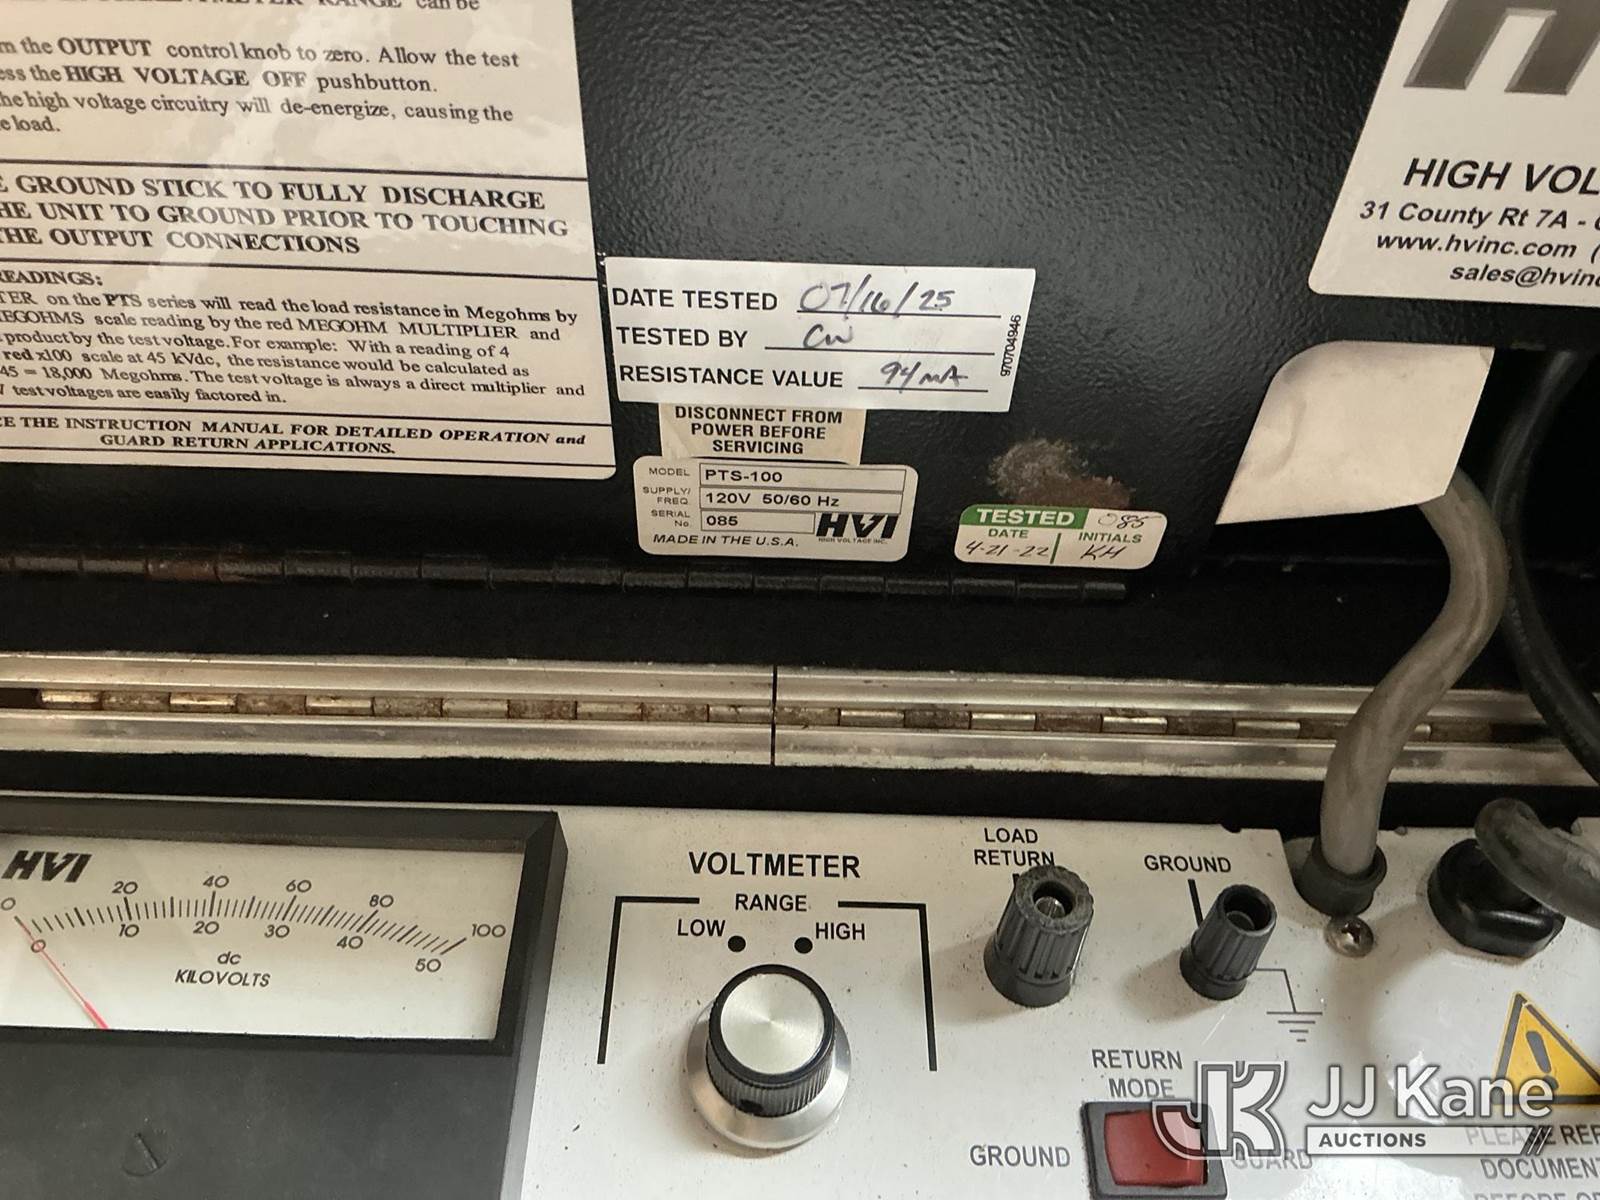 can be
the OUTPUT control knob to zero. Allow the test
the HIGH VOLTAGE OFF pushbutton.
high voltage circuitry will de-energize, causing the
load.
GROUND STICK TO FULLY DISCHARGE
UNIT TO GROUND PRIOR TO TOUCHING
OUTPUT CONNECTIONS
READINGS:
on the PTS series will read the load resistance in Megohms by
MEGOHMS scale reading by the red MEGOHM MULTIPLIER and
product by the test voltage. For example: With a reading of 4
red x100 scale at 45 kVdc, the resistance would be calculated as
45 = 18,000 Megohms. The test voltage is always a direct multiplier and
test voltages are easily factored in.
THE INSTRUCTION MANUAL FOR DETAILED OPERATION and
GUARD RETURN APPLICATIONS.
HIGH
31 County Rt 7A -
www.hvinc.com (
DATE TESTED 07/16/25
TESTED BY CW
RESISTANCE VALUE 94mA
970704946
DISCONNECT FROM
POWER BEFORE
SERVICING
MODEL PTS-100
SUPPLY/ FREQ. 120V 50/60 Hz
SERIAL No. 085
HVI
HIGH VOLTAGE INC.
MADE IN THE U.S.A.
TESTED 085
DATE INITIALS
4-21-22 KH
HVI
0 20 40 60 80 100
0 10 20 30 40 50
dc
KILOVOLTS
VOLTMETER
RANGE
LOW HIGH
LOAD
RETURN
GROUND
RETURN
MODE
GROUND GUARD
PLEASE
JK JJ Kane
AUCTIONS